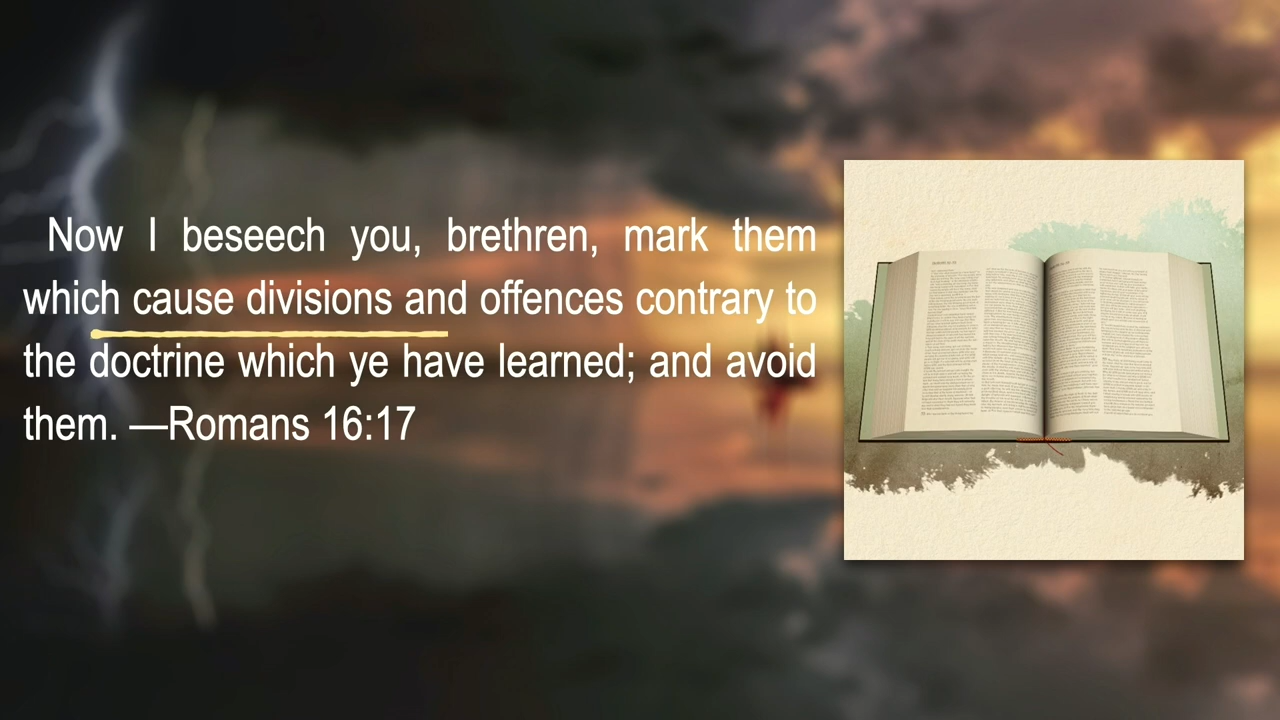 Now I beseech you, brethren, mark them
which cause divisions and offences contrary to
the doctrine which ye have learned; and avoid
them. —Romans 16:17